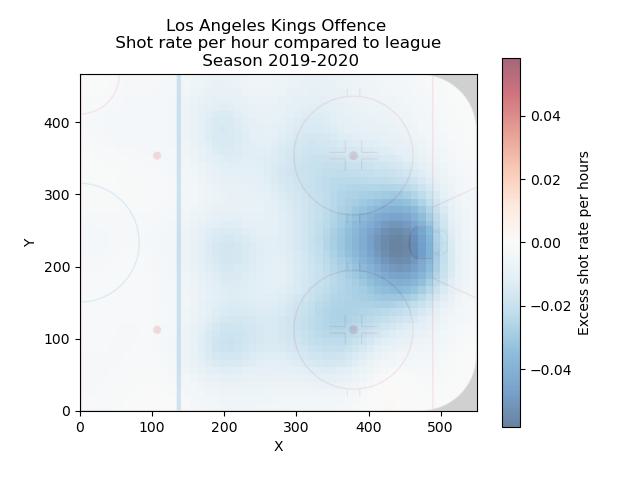 Los Angeles Kings Offence
Shot rate per hour compared to league
Season 2019-2020
400
300
200
100
0
Y
0 100 200 300 400 500
X
0.04
0.02
0.00
−0.02
−0.04
Excess shot rate per hours